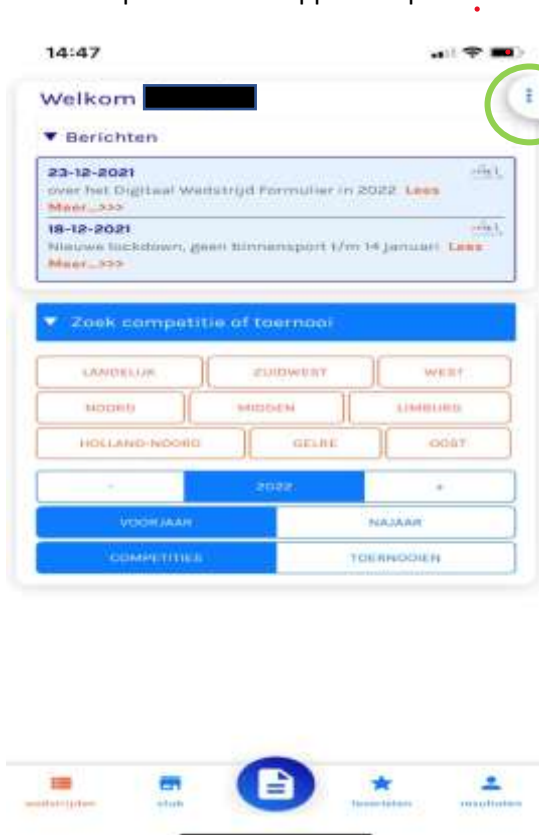 14:47
Welkom
▼ Berichten
23-12-2021
over het Digitaal Wedstrijd Formulier in 2022 Lees
Meer...>>>
18-12-2021
Nieuwe lockdown, geen binnensport t/m 14 januari Lees
Meer...>>>
▼ Zoek competitie of toernooi
LANDELIJK ZUIDWEST WEST
NOORD MIDDEN LIMBURG
HOLLAND-NOORD GELRE OOST
- 2022 +
VOORJAAR NAJAAR
COMPETITIES TOERNOOIEN
wedstrijden club favorieten resultaten